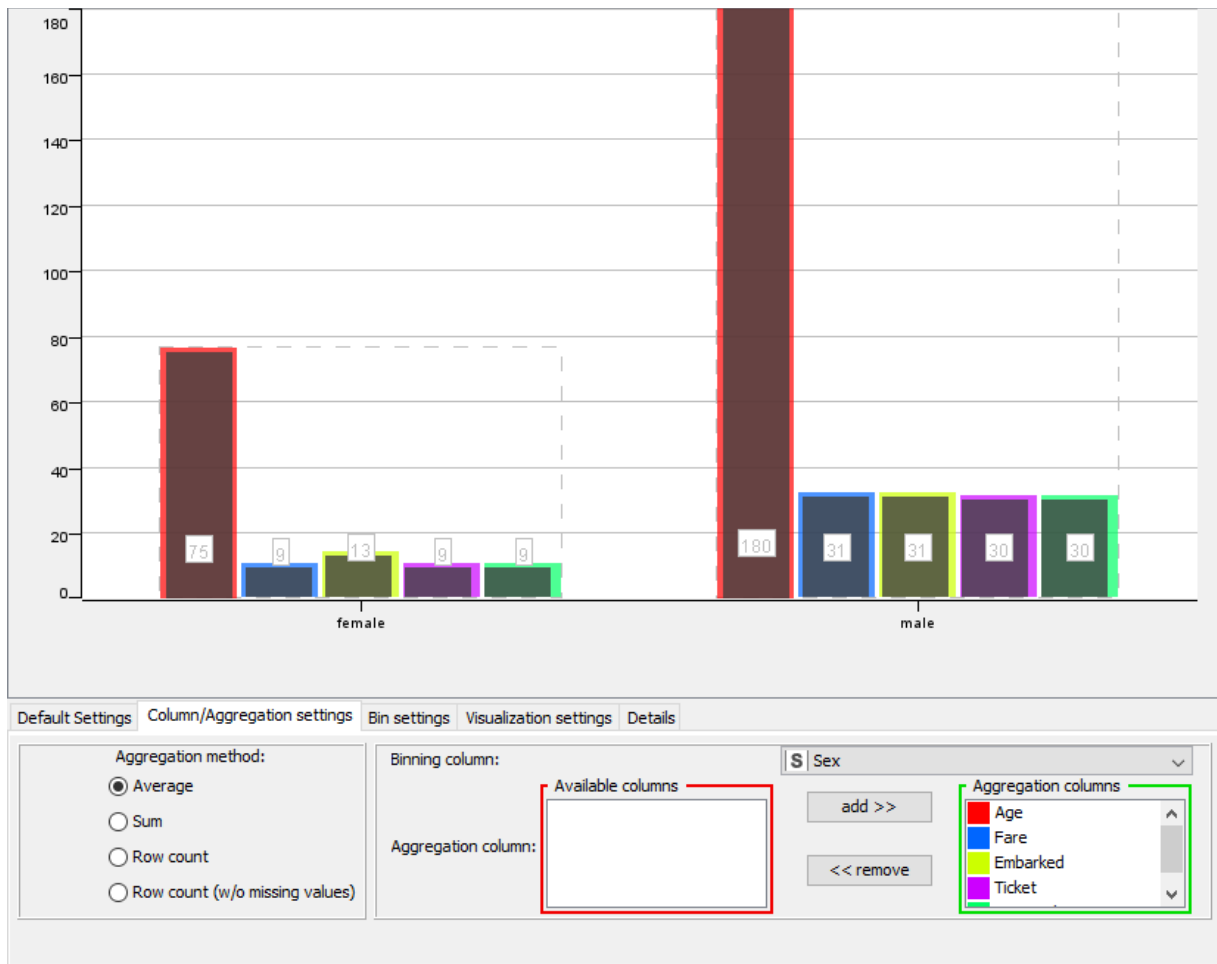 180
160
140
120
100
80
60
40
20
0
75
9
13
9
9
180
31
31
30
30
female
male
Default Settings
Column/Aggregation settings
Bin settings
Visualization settings
Details
Aggregation method:
Average
Sum
Row count
Row count (w/o missing values)
Binning column:
S Sex
Aggregation column:
Available columns
add >>
<< remove
Aggregation columns
Age
Fare
Embarked
Ticket